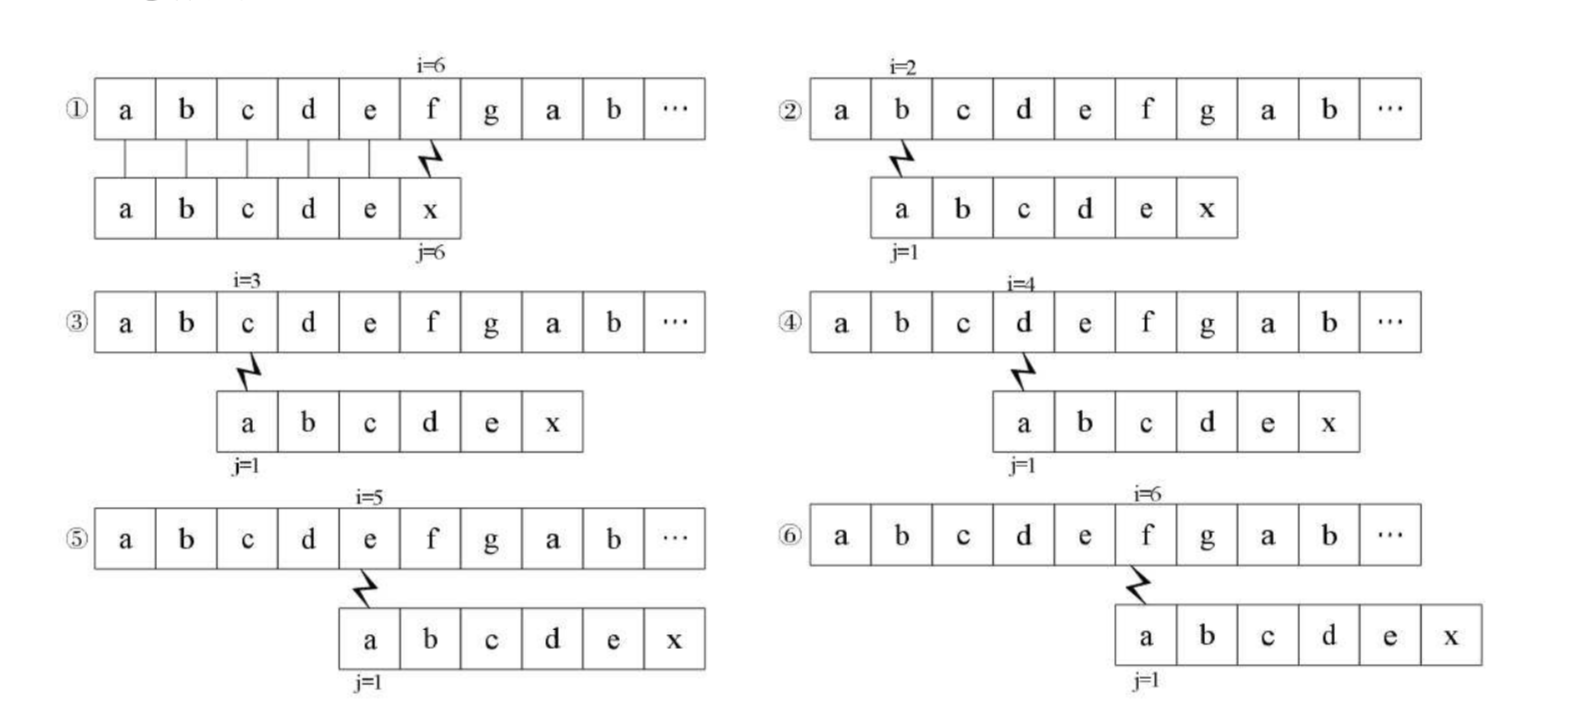 i=6
① a b c d e f g a b ⋯
a b c d e x
j=6
i=2
② a b c d e f g a b ⋯
a b c d e x
j=1
i=3
③ a b c d e f g a b ⋯
a b c d e x
j=1
i=4
④ a b c d e f g a b ⋯
a b c d e x
j=1
i=5
⑤ a b c d e f g a b ⋯
a b c d e x
j=1
i=6
⑥ a b c d e f g a b ⋯
a b c d e x
j=1